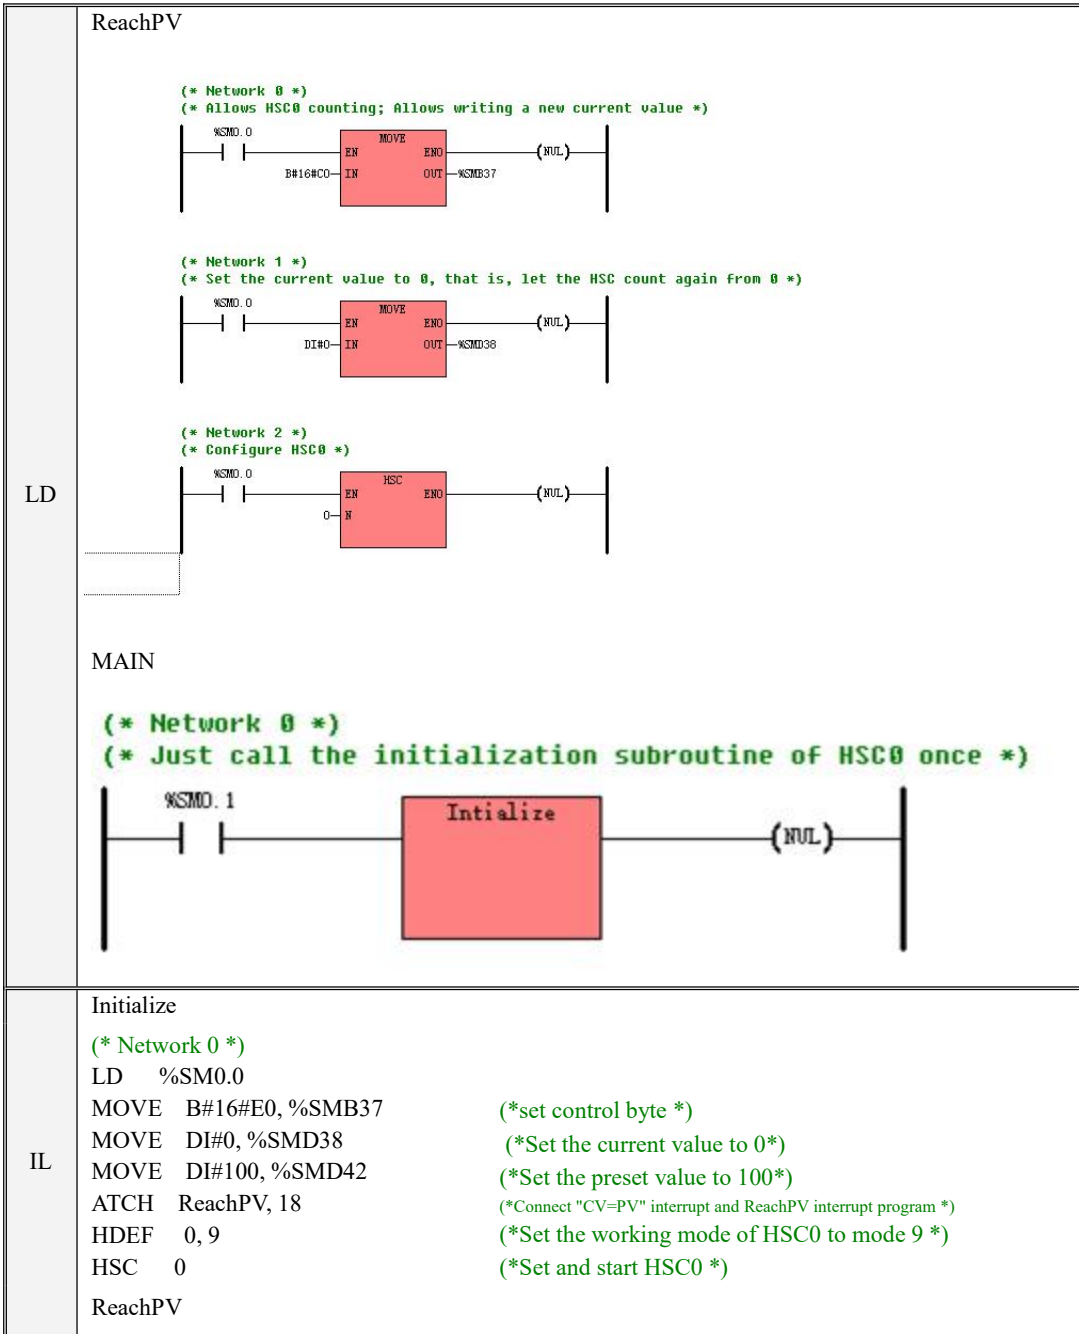 ReachPV
(* Network 0 *)
(* Allows HSC0 counting; Allows writing a new current value *)
%SM0.0
MOVE
EN ENO (NUL)
B#16#C0 IN OUT %SMB37
(* Network 1 *)
(* Set the current value to 0, that is, let the HSC count again from 0 *)
%SM0.0
MOVE
EN ENO (NUL)
DI#0 IN OUT %SMD38
(* Network 2 *)
(* Configure HSC0 *)
%SM0.0
HSC
EN ENO (NUL)
0 N
LD
MAIN
(* Network 0 *)
(* Just call the initialization subroutine of HSC0 once *)
%SM0.1
Intialize
(NUL)
Initialize
(* Network 0 *)
LD %SM0.0
MOVE B#16#E0, %SMB37 (*set control byte *)
MOVE DI#0, %SMD38 (*Set the current value to 0*)
MOVE DI#100, %SMD42 (*Set the preset value to 100*)
IL
ATCH ReachPV, 18 (*Connect "CV=PV" interrupt and ReachPV interrupt program *)
HDEF 0, 9 (*Set the working mode of HSC0 to mode 9 *)
HSC 0 (*Set and start HSC0 *)
ReachPV